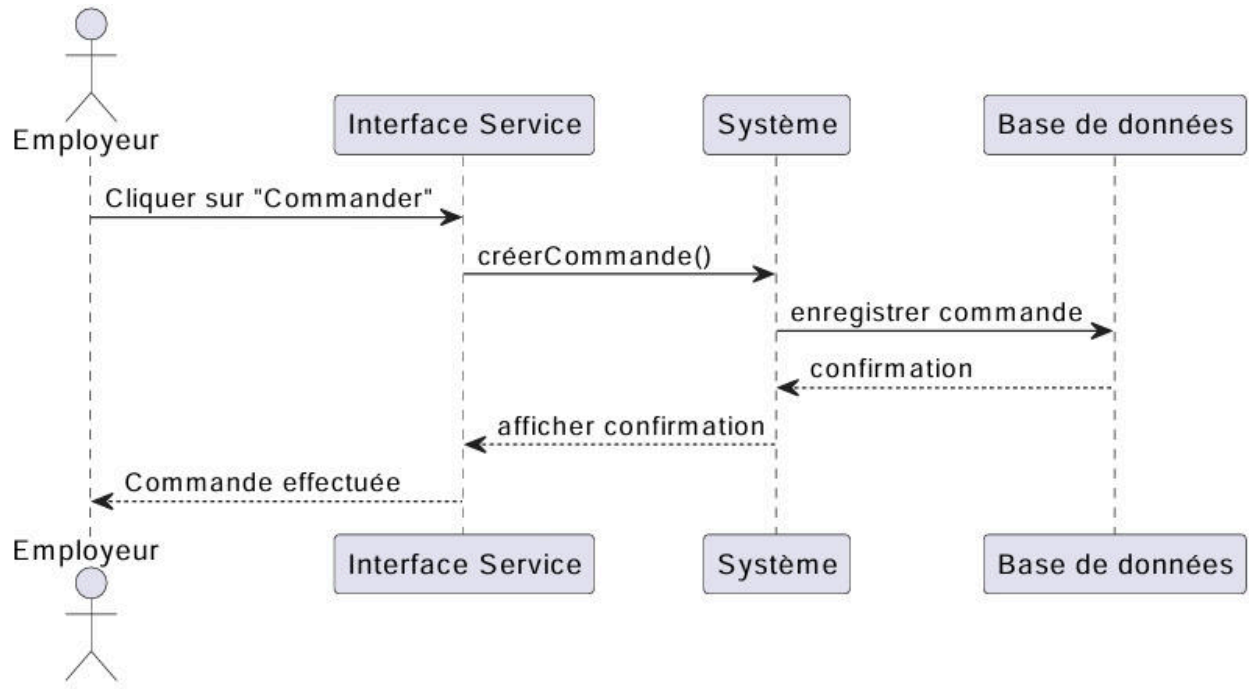 Employeur
Interface Service
Système
Base de données
Cliquer sur "Commander"
créerCommande()
enregistrer commande
confirmation
afficher confirmation
Commande effectuée
Employeur
Interface Service
Système
Base de données